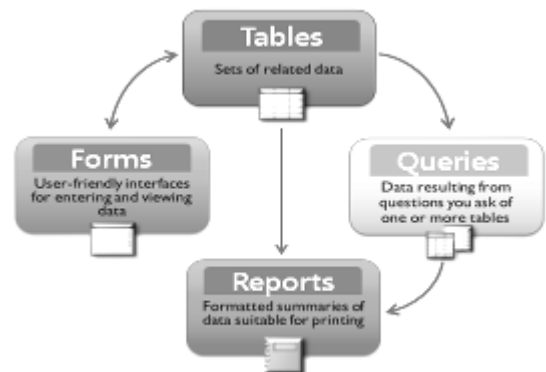 Tables
Sets of related data
Forms
User-friendly interfaces
for entering and viewing
data
Queries
Data resulting from
questions you ask of
one or more tables
Reports
Formatted summaries of
data suitable for printing